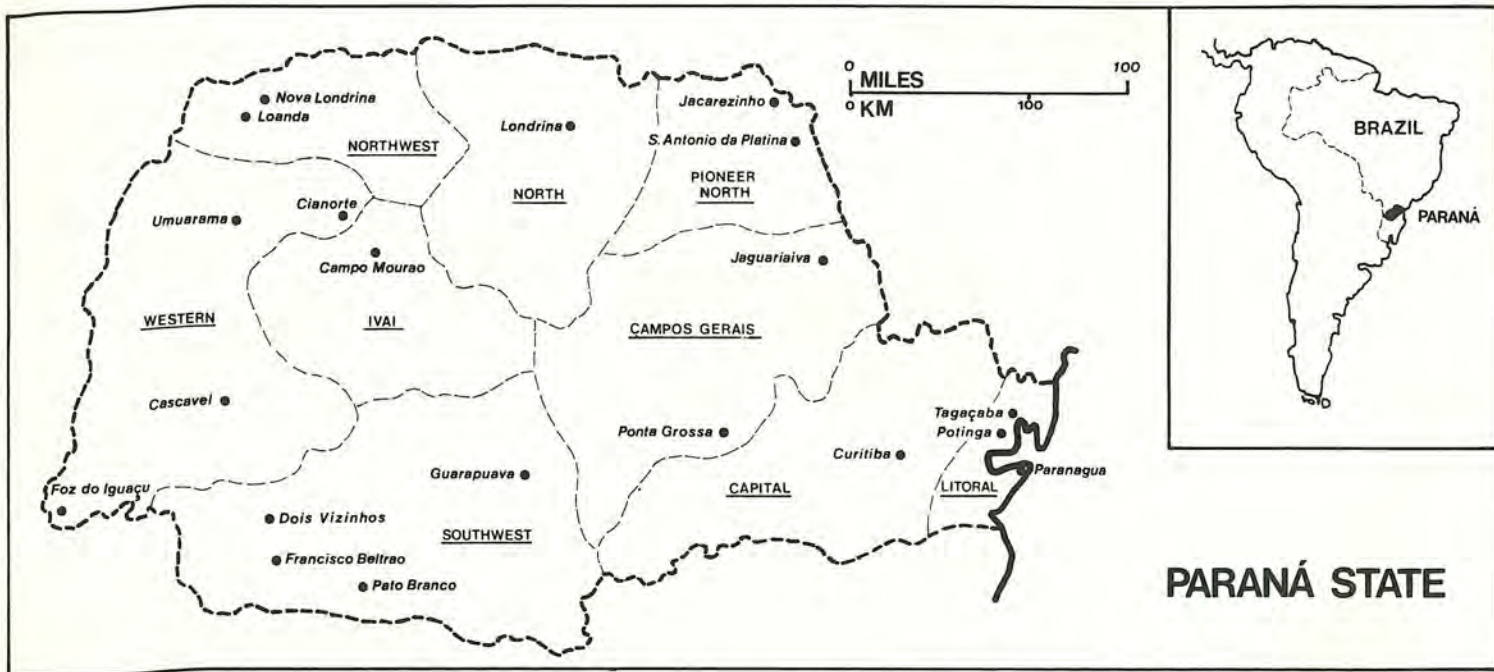 0 100
MILES
0 100
KM
Nova Londrina
Loanda
NORTHWEST
Londrina
NORTH
Jacarezinho
S. Antonio da Platina
PIONEER
NORTH
Umuarama
Cianorte
Campo Mourao
Jaguariaiva
WESTERN
IVAI
CAMPOS GERAIS
Cascavel
Ponta Grossa
Tagaçaba
Potinga
Curitiba
Paranagua
Guarapuava
CAPITAL
LITORAL
Foz do Iguaçu
Dois Vizinhos
SOUTHWEST
Francisco Beltrao
Pato Branco
BRAZIL
PARANÁ
PARANÁ STATE